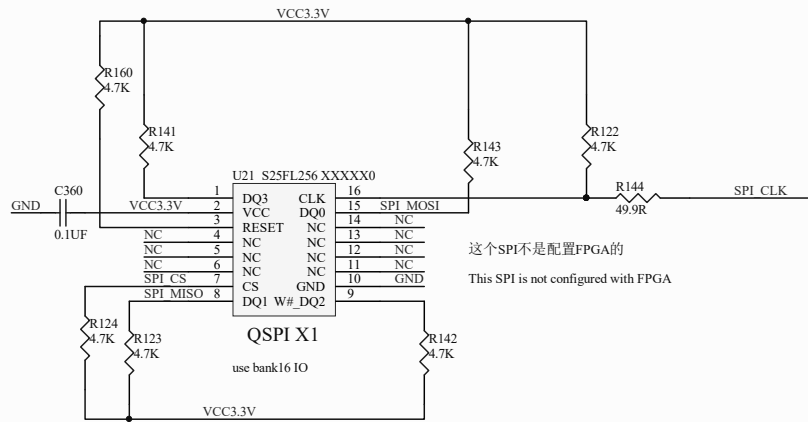 VCC3.3V
R160
4.7K
R141
4.7K
R143
4.7K
R122
4.7K
U21 S25FL256 XXXXX0
C360
GND
0.1UF
VCC3.3V
R144
49.9R
SPI_CLK
SPI_MOSI
1 DQ3 CLK 16
2 VCC DQ0 15
3 RESET NC 14 NC
NC 4 NC NC 13 NC
NC 5 NC NC 12 NC
NC 6 NC NC 11 NC
SPI_CS 7 CS GND 10 GND
SPI_MISO 8 DQ1 W#_DQ2 9
这个SPI不是配置FPGA的
This SPI is not configured with FPGA
R124
4.7K
R123
4.7K
R142
4.7K
QSPI X1
use bank16 IO
VCC3.3V